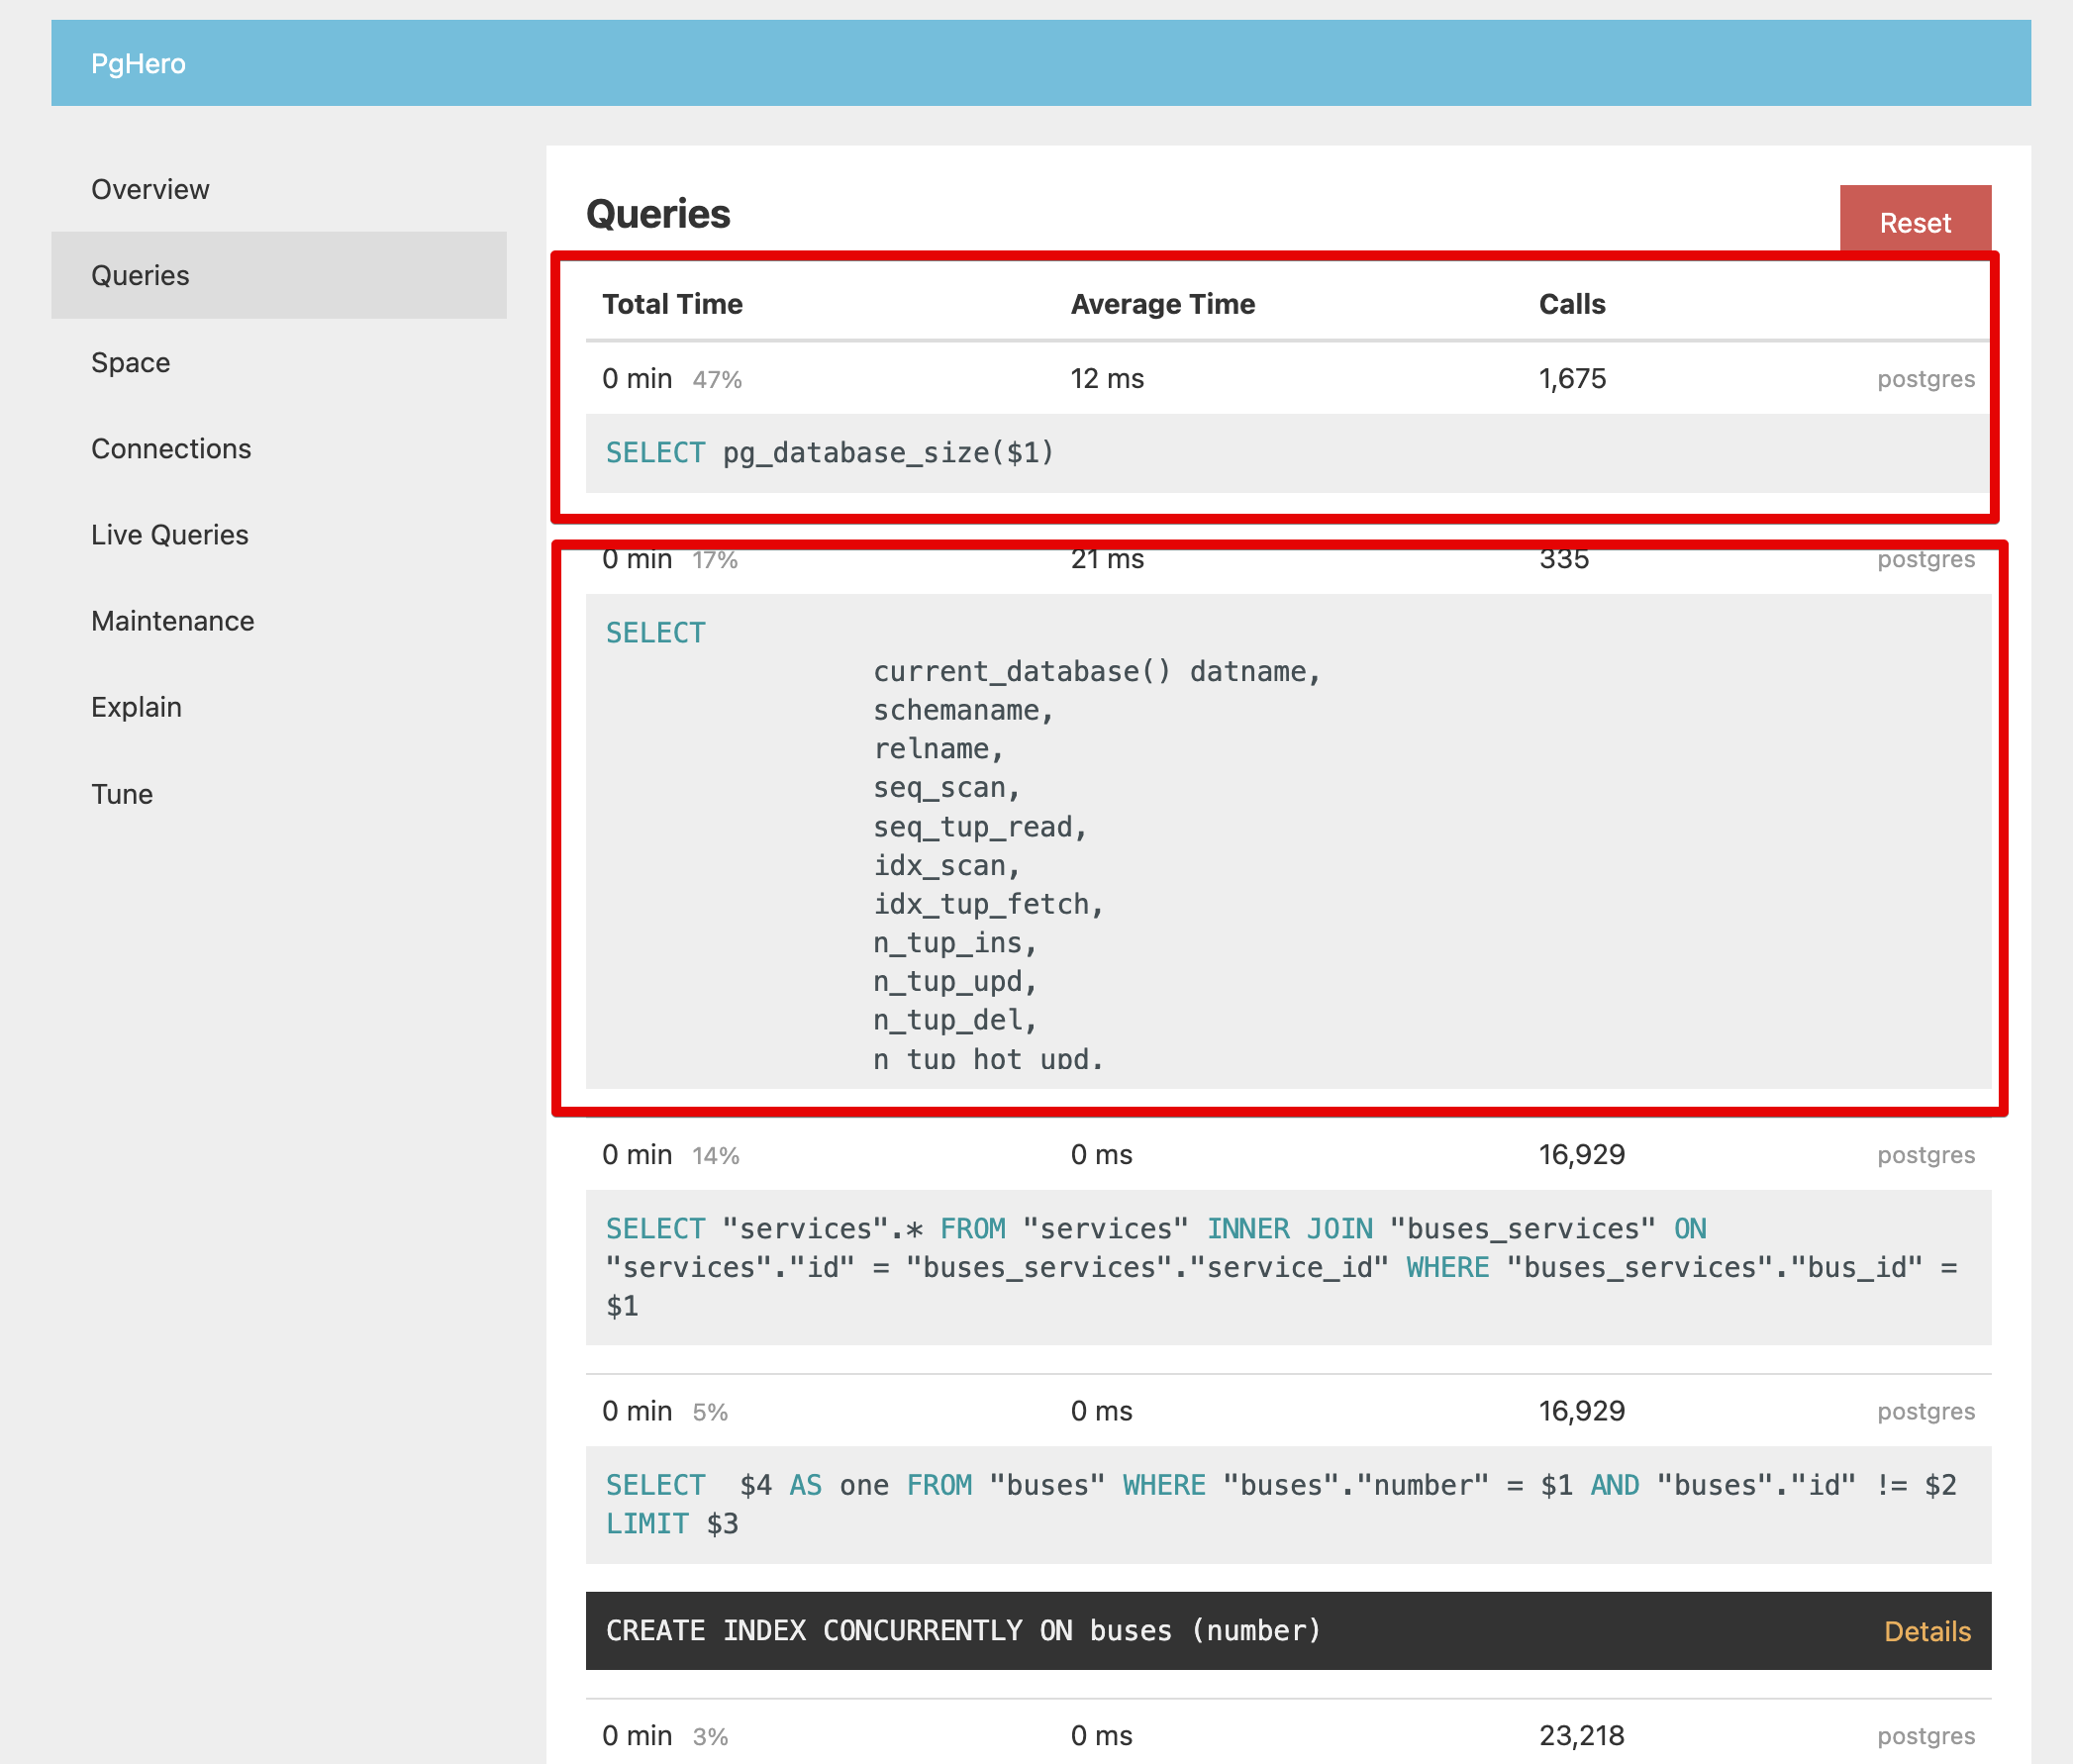 PgHero
Overview
Queries
Space
Connections
Live Queries
Maintenance
Explain
Tune
Queries
Reset
Total Time Average Time Calls
0 min 47% 12 ms 1,675 postgres
SELECT pg_database_size($1)
0 min 17% 21 ms 335 postgres
SELECT
current_database() datname,
schemaname,
relname,
seq_scan,
seq_tup_read,
idx_scan,
idx_tup_fetch,
n_tup_ins,
n_tup_upd,
n_tup_del,
n_tup_hot_upd,
0 min 14% 0 ms 16,929 postgres
SELECT "services".* FROM "services" INNER JOIN "buses_services" ON
"services"."id" = "buses_services"."service_id" WHERE "buses_services"."bus_id" =
$1
0 min 5% 0 ms 16,929 postgres
SELECT  $4 AS one FROM "buses" WHERE "buses"."number" = $1 AND "buses"."id" != $2
LIMIT $3
CREATE INDEX CONCURRENTLY ON buses (number) Details
0 min 3% 0 ms 23,218 postgres